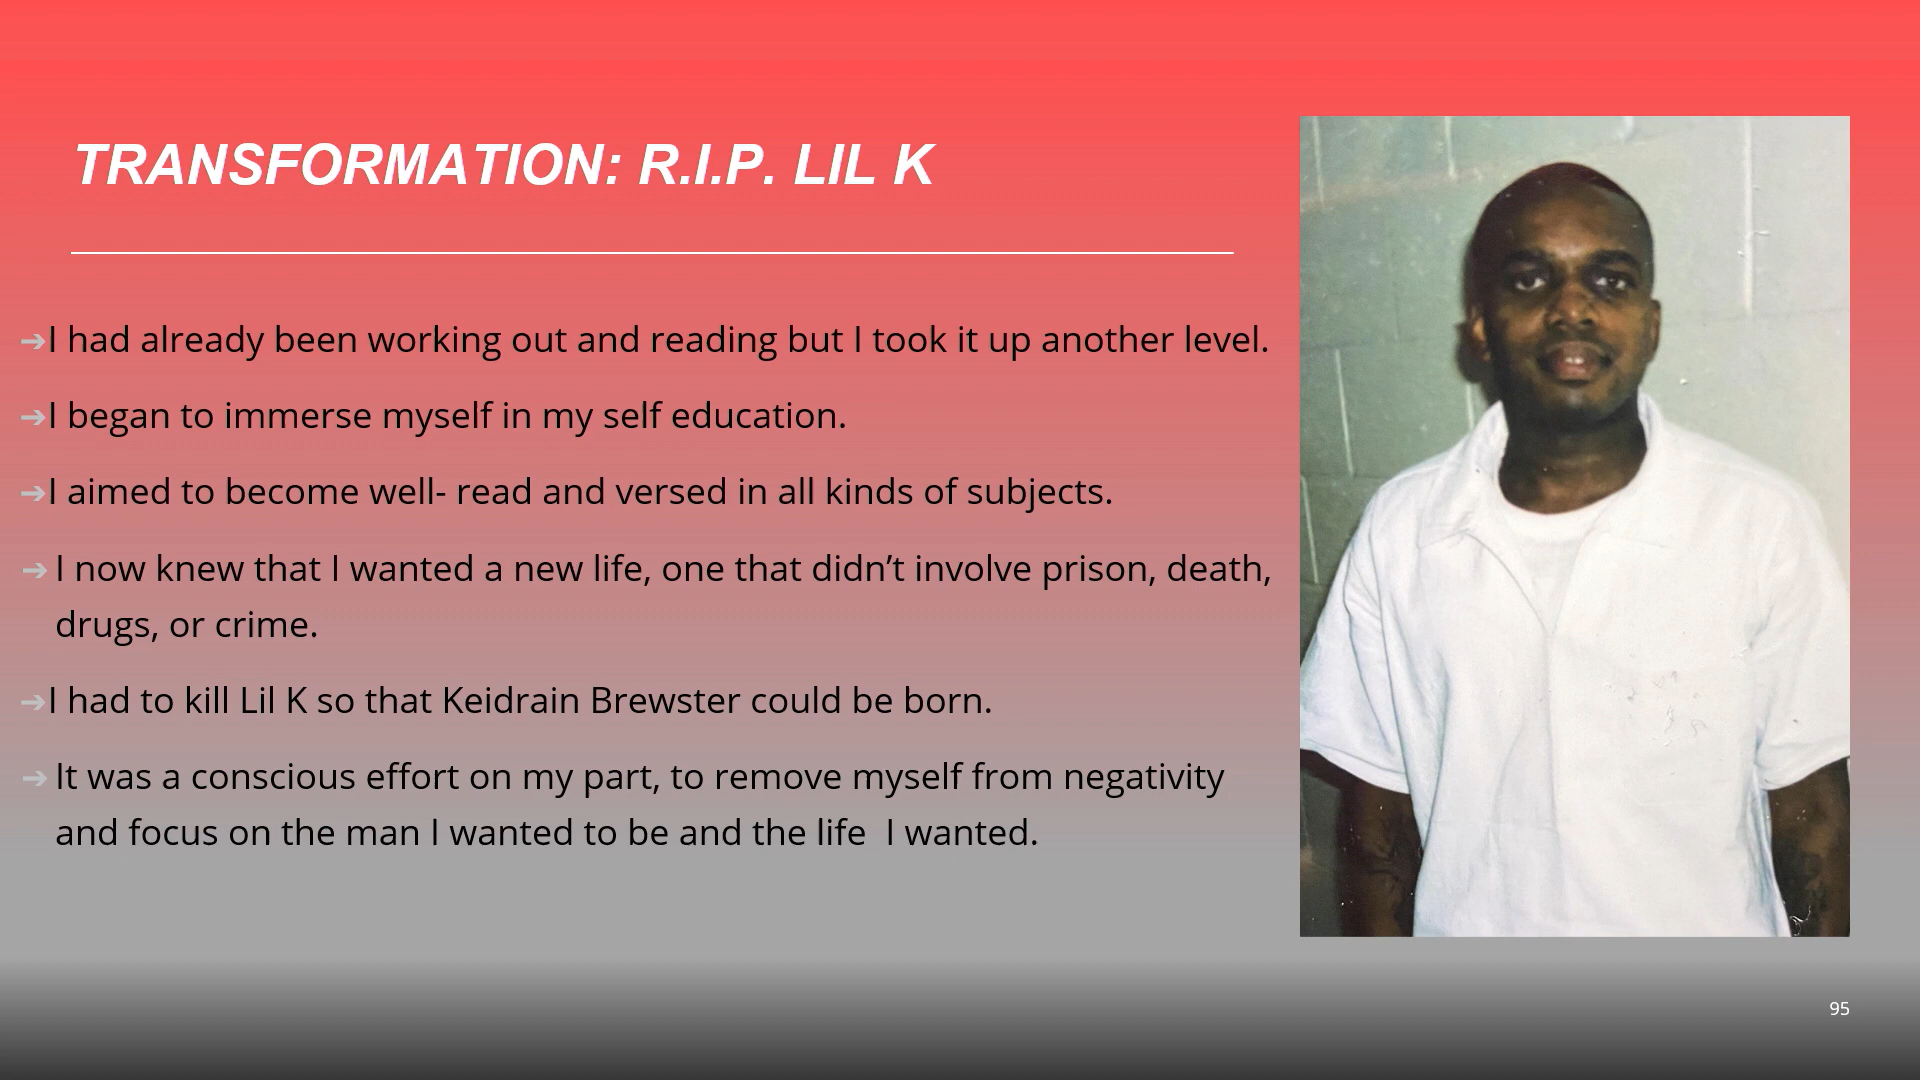 TRANSFORMATION: R.I.P. LIL K
➔I had already been working out and reading but I took it up another level.
➔I began to immerse myself in my self education.
➔I aimed to become well- read and versed in all kinds of subjects.
➔ I now knew that I wanted a new life, one that didn’t involve prison, death,
drugs, or crime.
➔I had to kill Lil K so that Keidrain Brewster could be born.
➔ It was a conscious effort on my part, to remove myself from negativity
and focus on the man I wanted to be and the life  I wanted.
95